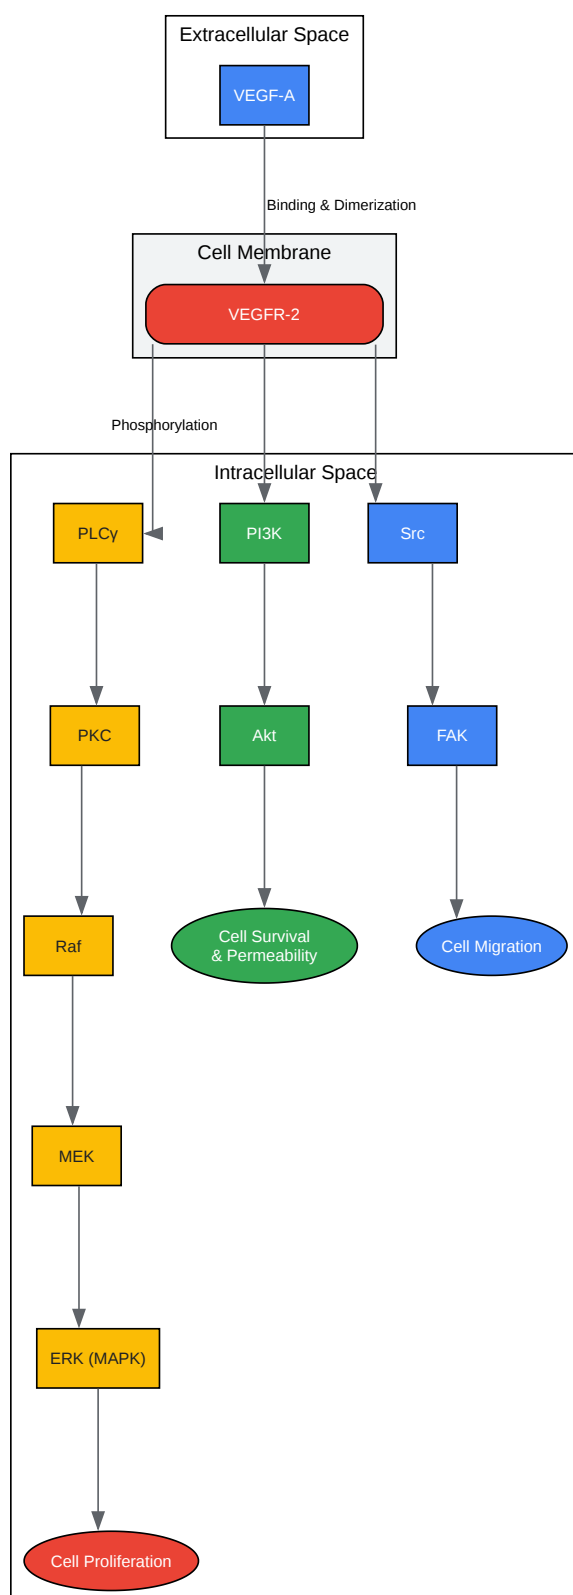 Extracellular Space
VEGF-A
Binding & Dimerization
Cell Membrane
VEGFR-2
Phosphorylation
Intracellular Space
PLCγ
PI3K
Src
PKC
Akt
FAK
Raf
Cell Survival
& Permeability
Cell Migration
MEK
ERK (MAPK)
Cell Proliferation